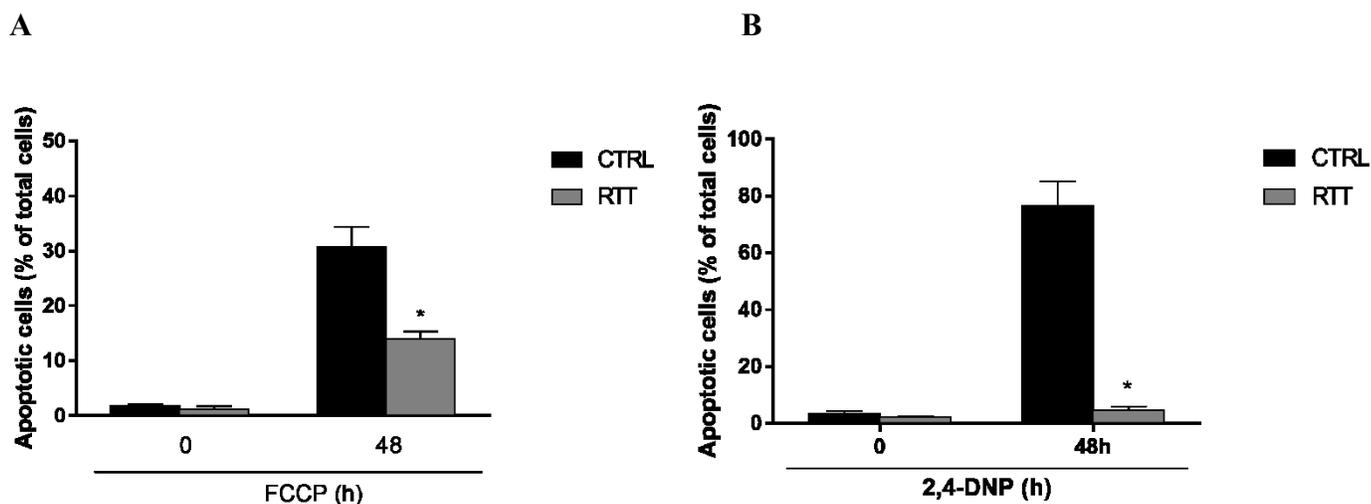 A
Apoptotic cells (% of total cells)
50
40
30
20
10
0
0
48
FCCP (h)
CTRL
RTT
*
B
Apoptotic cells (% of total cells)
100
80
60
40
20
0
0
48h
2,4-DNP (h)
CTRL
RTT
*